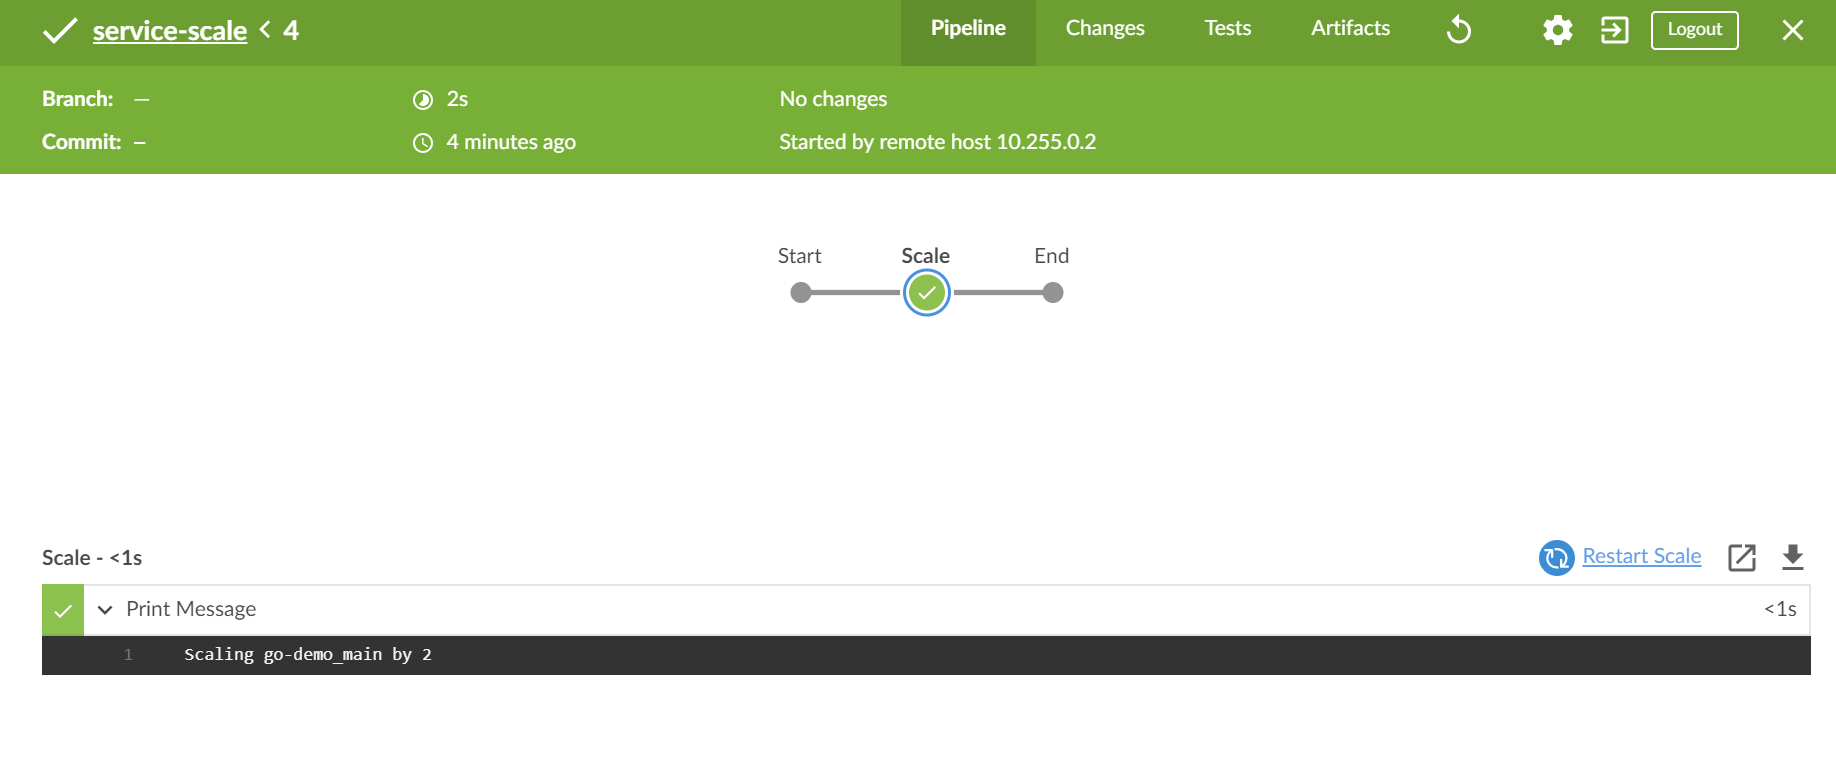 service-scale < 4
Pipeline
Changes
Tests
Artifacts
Logout
Branch: —
2s
No changes
Commit: –
4 minutes ago
Started by remote host 10.255.0.2
Start
Scale
End
Scale - <1s
Restart Scale
Print Message
<1s
1 Scaling go-demo_main by 2